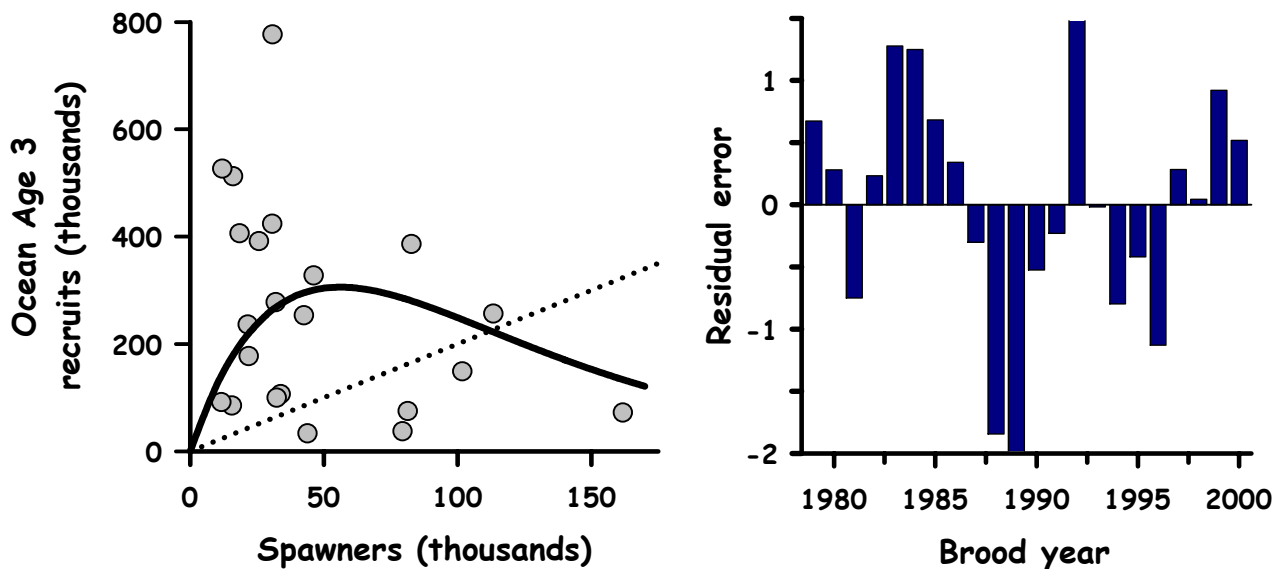 800
600
400
200
0
0 50 100 150
Ocean Age 3
recruits (thousands)
Spawners (thousands)
1
0
-1
-2
1980 1985 1990 1995 2000
Residual error
Brood year